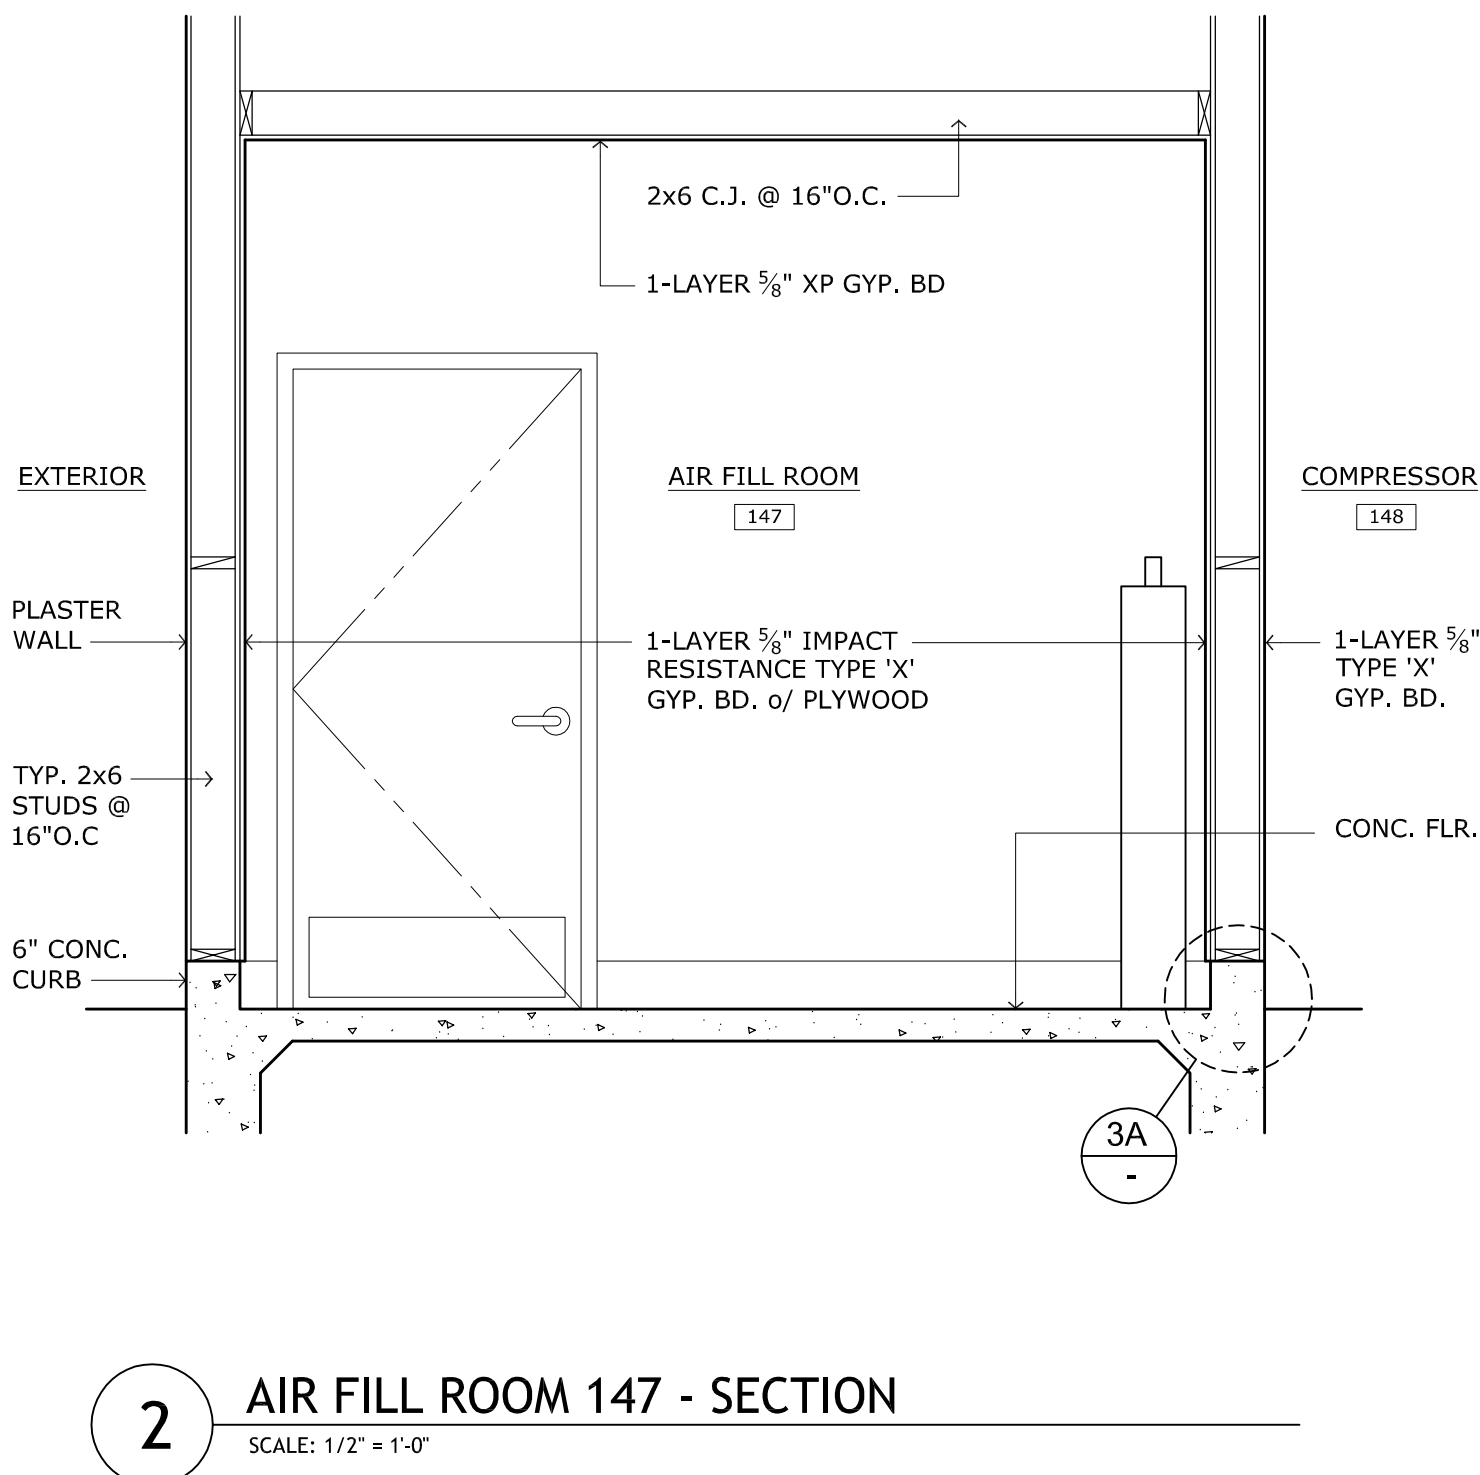 2x6 C.J. @ 16"O.C.
1-LAYER ⅝" XP GYP. BD
EXTERIOR
AIR FILL ROOM
147
COMPRESSOR
148
PLASTER
WALL
1-LAYER ⅝" IMPACT
RESISTANCE TYPE 'X'
GYP. BD. o/ PLYWOOD
1-LAYER ⅝"
TYPE 'X'
GYP. BD.
TYP. 2x6
STUDS @
16"O.C
CONC. FLR.
6" CONC.
CURB
3A
-
2
AIR FILL ROOM 147 - SECTION
SCALE: 1/2" = 1'-0"